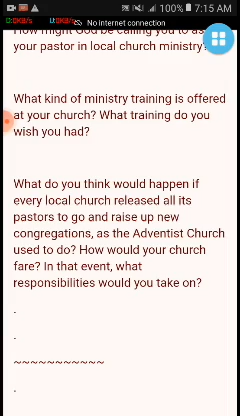 100% 7:15 AM
0:0KB/s U:0KB/s No internet connection
How might God be calling you to as
your pastor in local church ministry?
What kind of ministry training is offered
at your church? What training do you
wish you had?
What do you think would happen if
every local church released all its
pastors to go and raise up new
congregations, as the Adventist Church
used to do? How would your church
fare? In that event, what
responsibilities would you take on?
.
.
~~~~~~~~~~~
.